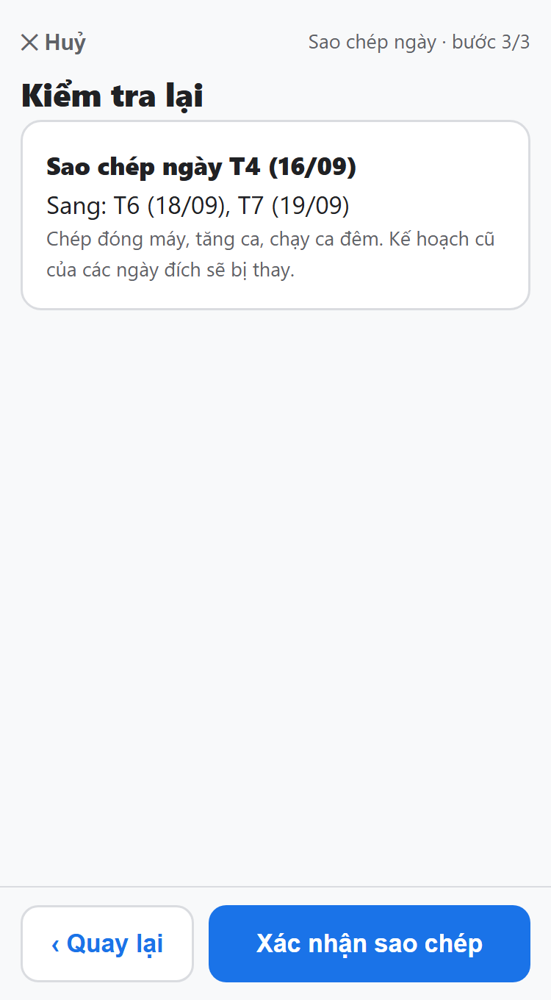 ✕ Huỷ
Sao chép ngày · bước 3/3
Kiểm tra lại
Sao chép ngày T4 (16/09)
Sang: T6 (18/09), T7 (19/09)
Chép đóng máy, tăng ca, chạy ca đêm. Kế hoạch cũ
của các ngày đích sẽ bị thay.
‹ Quay lại
Xác nhận sao chép